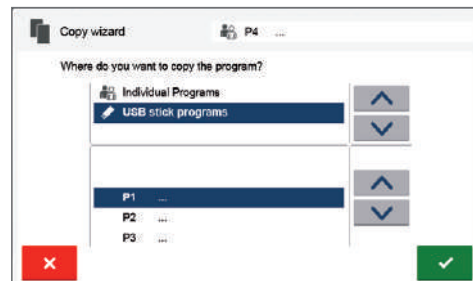 Copy wizard
P4 ...
Where do you want to copy the program?
Individual Programs
USB stick programs
P1 ...
P2 ...
P3 ...